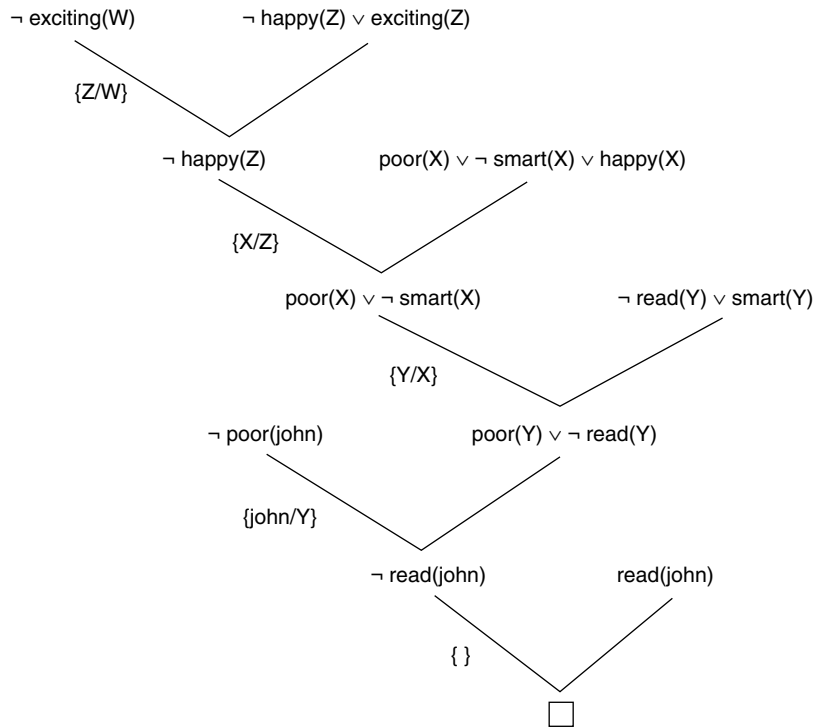 ¬ exciting(W) ¬ happy(Z) ∨ exciting(Z)
{Z/W}
¬ happy(Z) poor(X) ∨ ¬ smart(X) ∨ happy(X)
{X/Z}
poor(X) ∨ ¬ smart(X) ¬ read(Y) ∨ smart(Y)
{Y/X}
¬ poor(john) poor(Y) ∨ ¬ read(Y)
{john/Y}
¬ read(john) read(john)
{ }